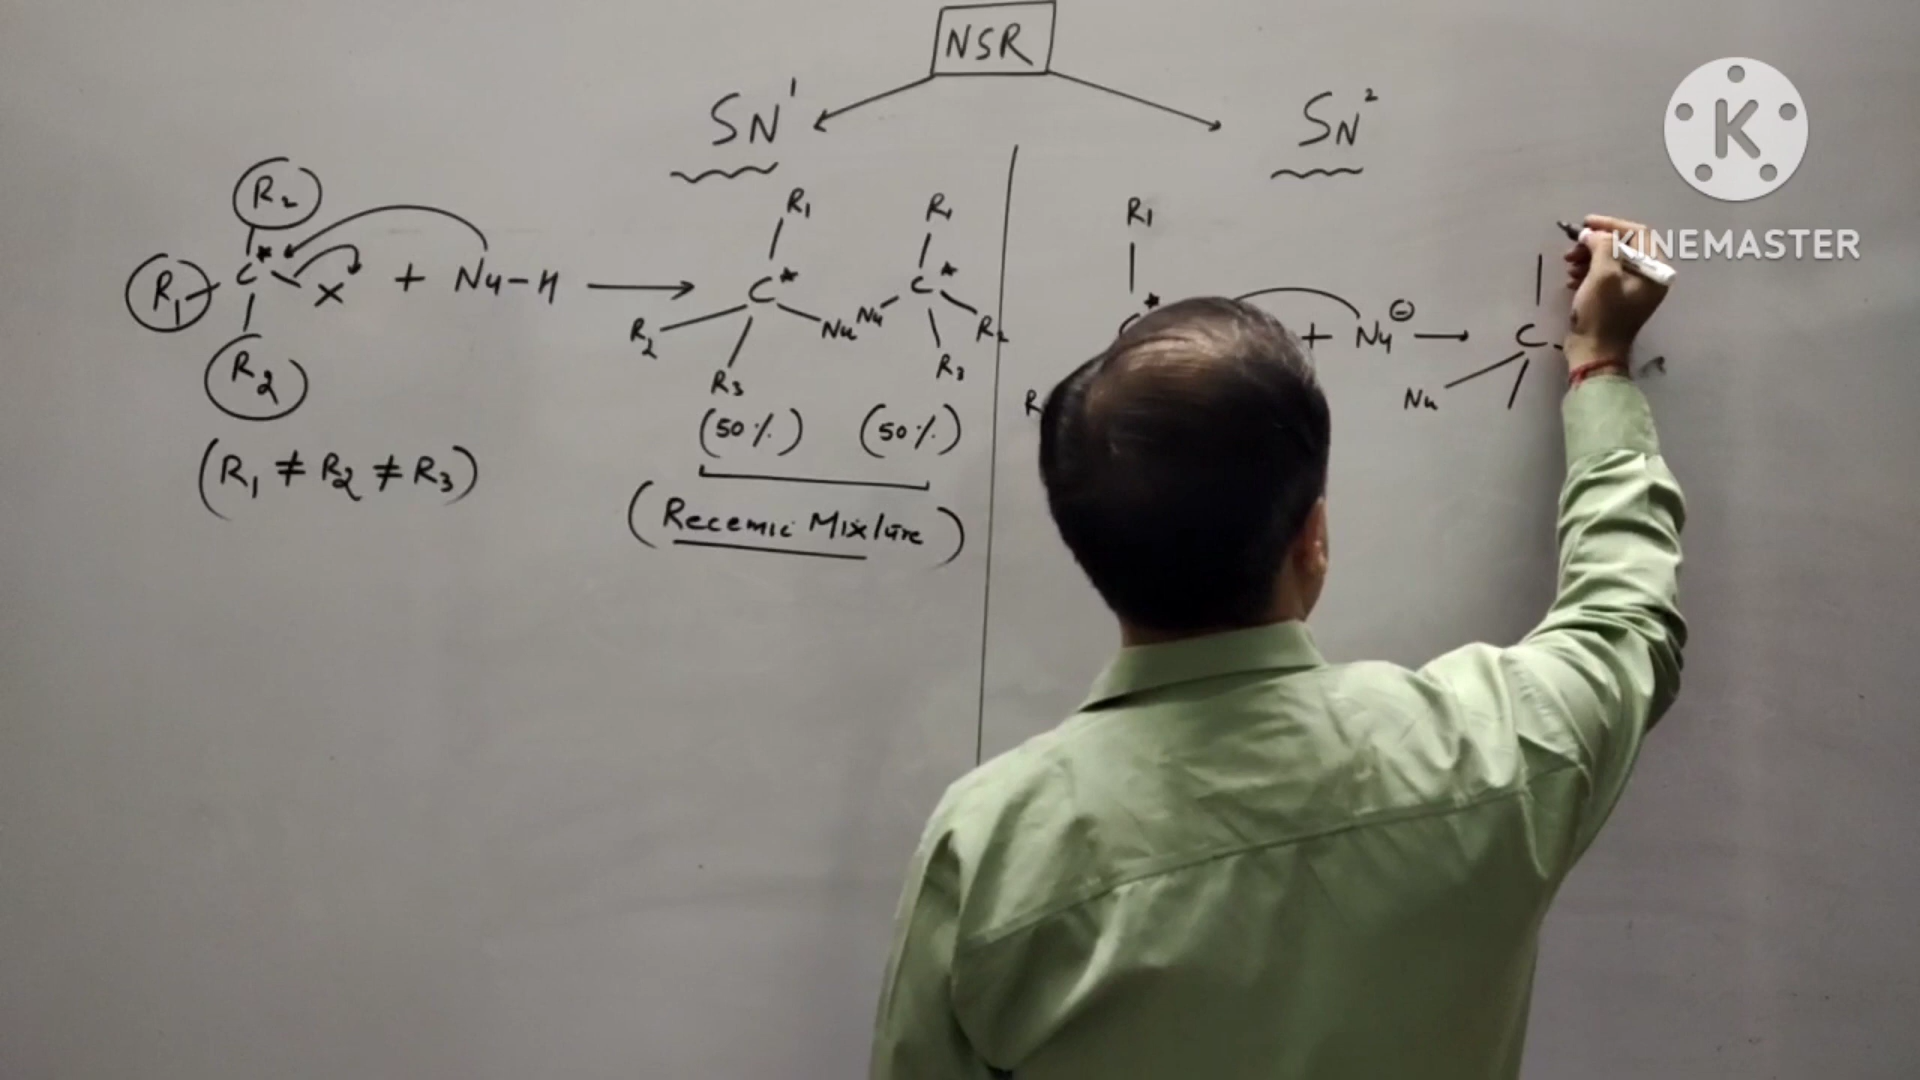 NSR
SN¹
SN²
R₂
R₁ - C* X + Nu-H →
R₂
(R₁ ≠ R₂ ≠ R₃)
R₁
C*
R₂ Nu
R₃
(50%)
R₁
C*
Nu R₂
R₃
(50%)
(Recemic Mixture)
R₁
+ Nu⊖ →
C
Nu
K
KINEMASTER